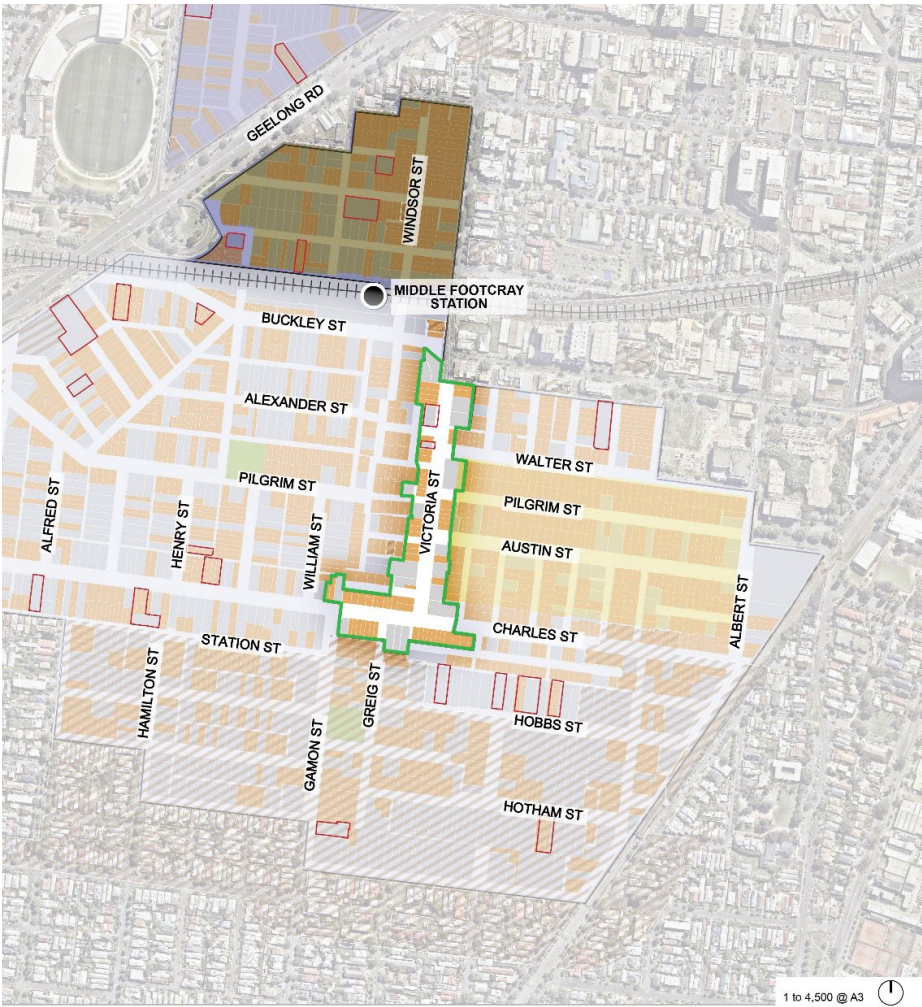 GEELONG RD
WINDSOR ST
MIDDLE FOOTCRAY
STATION
BUCKLEY ST
ALEXANDER ST
WALTER ST
PILGRIM ST
PILGRIM ST
VICTORIA ST
ALFRED ST
HENRY ST
WILLIAM ST
AUSTIN ST
ALBERT ST
CHARLES ST
STATION ST
HAMILTON ST
GREIG ST
GAMON ST
HOBBS ST
HOTHAM ST
1 to 4,500 @ A3